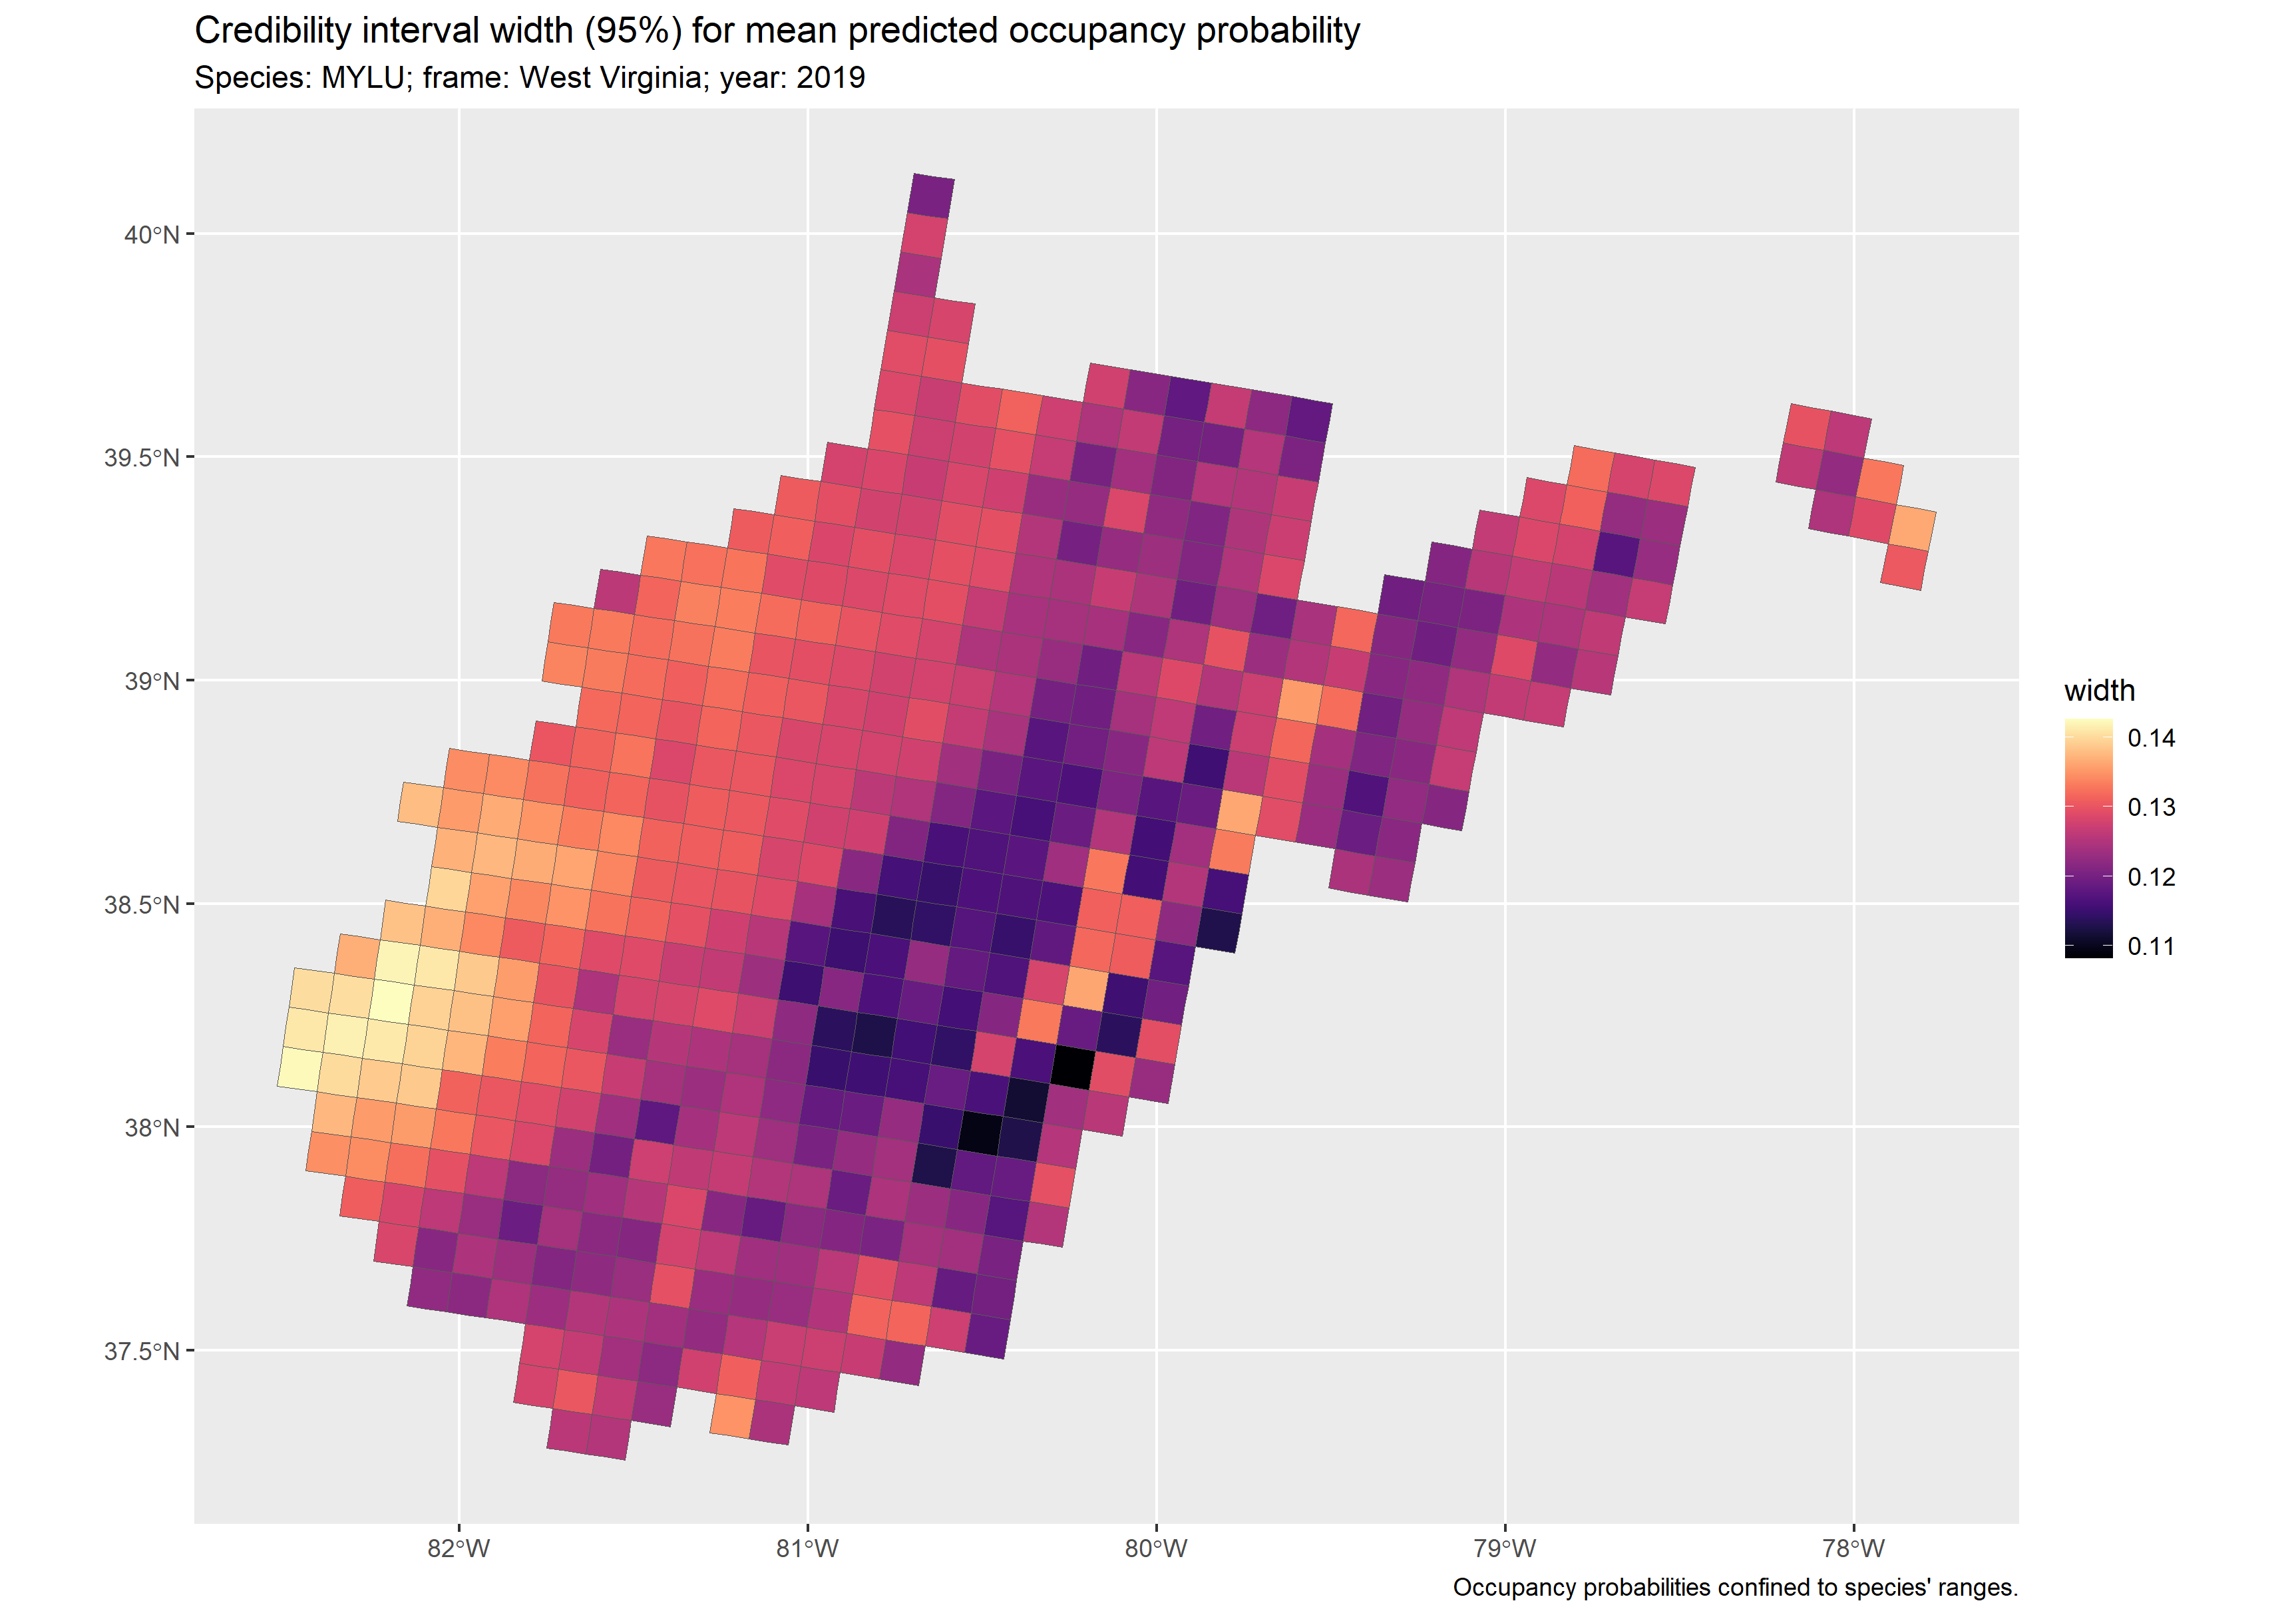 Credibility interval width (95%) for mean predicted occupancy probability
Species: MYLU; frame: West Virginia; year: 2019
40°N
39.5°N
39°N
38.5°N
38°N
37.5°N
82°W
81°W
80°W
79°W
78°W
width
0.14
0.13
0.12
0.11
Occupancy probabilities confined to species' ranges.